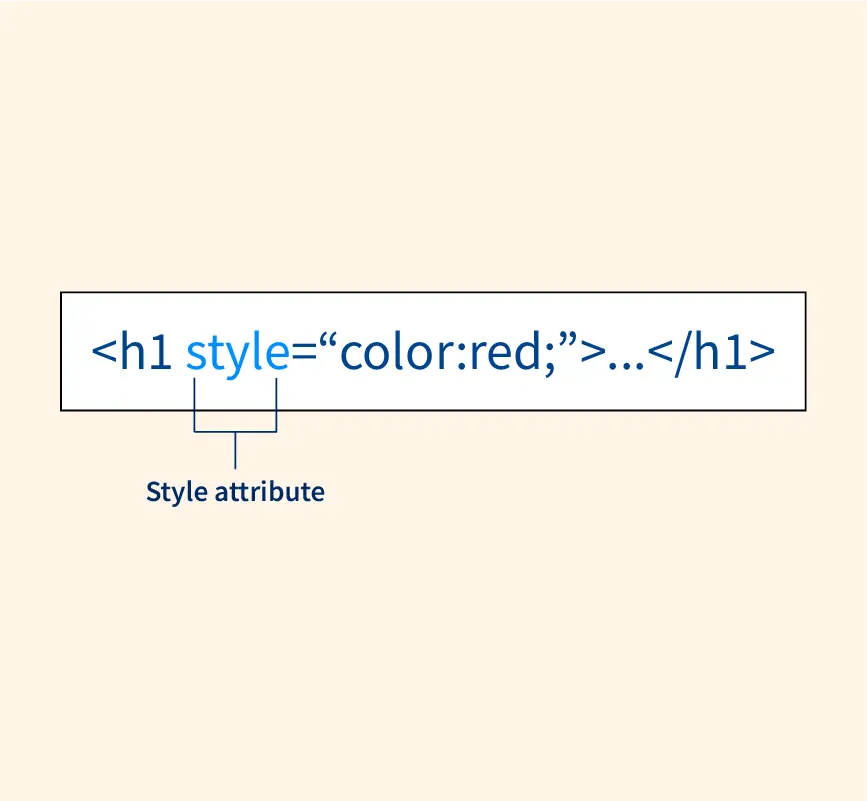 <h1 style=“color:red;”>...</h1>
Style attribute